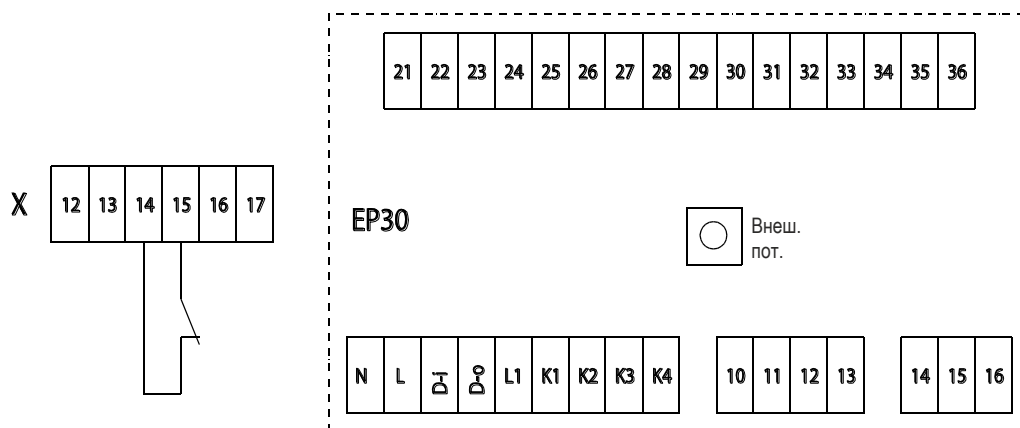 21 22 23 24 25 26 27 28 29 30 31 32 33 34 35 36
X 12 13 14 15 16 17
EP30
Внеш.
пот.
N L D-i D-o L1 K1 K2 K3 K4 10 11 12 13 14 15 16